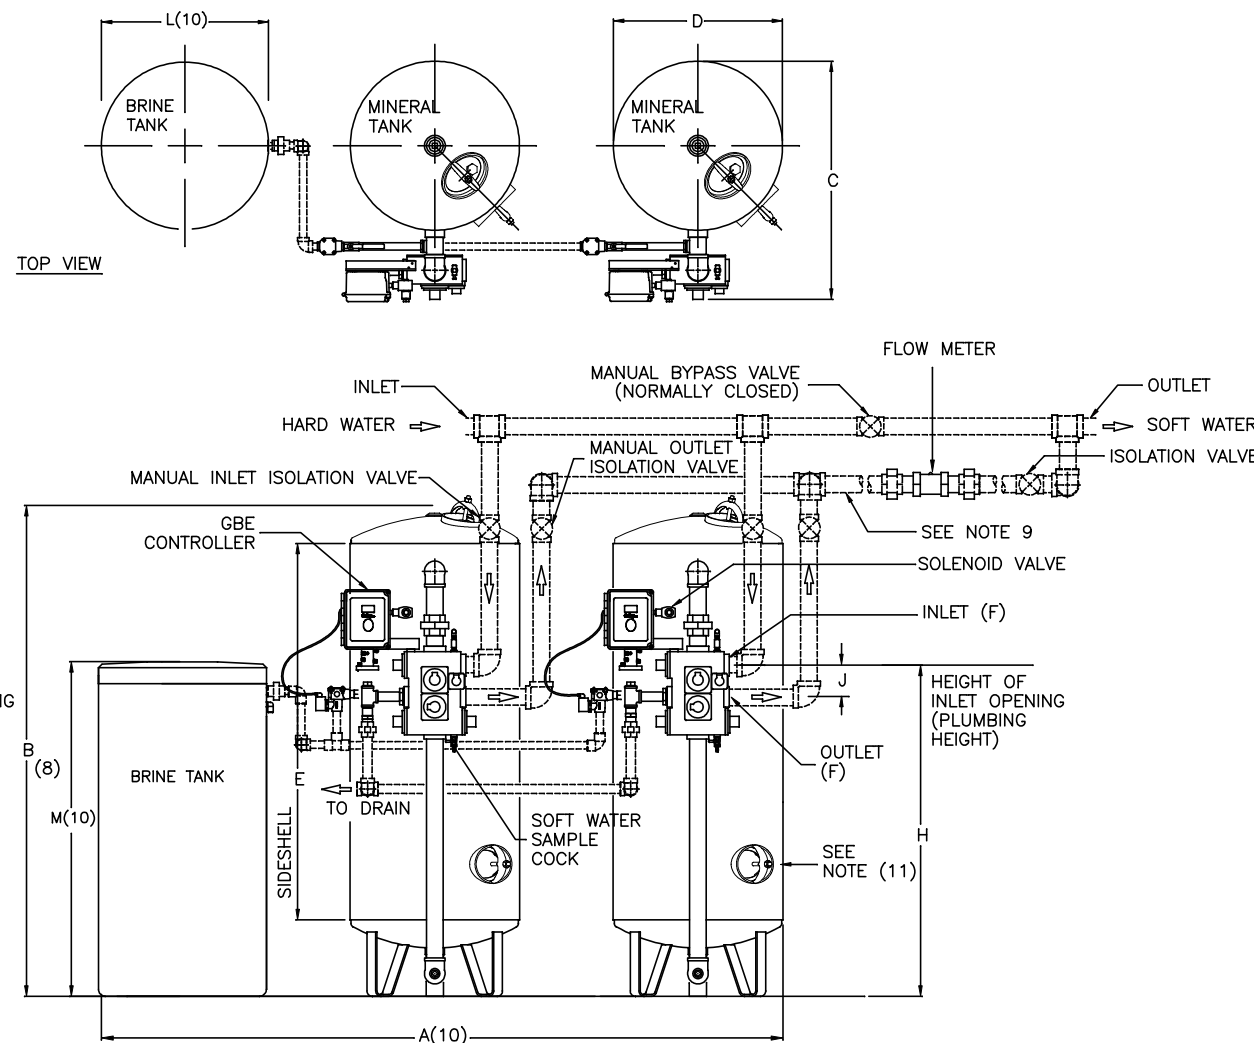 L(10)
D
BRINE
TANK
MINERAL
TANK
MINERAL
TANK
C
TOP VIEW
FLOW METER
MANUAL BYPASS VALVE
(NORMALLY CLOSED)
INLET
OUTLET
HARD WATER
SOFT WATER
MANUAL OUTLET
ISOLATION VALVE
ISOLATION VALVE
MANUAL INLET ISOLATION VALVE
GBE
CONTROLLER
SEE NOTE 9
SOLENOID VALVE
INLET (F)
J
HEIGHT OF
INLET OPENING
(PLUMBING
HEIGHT)
NG
B
(8)
BRINE TANK
E
OUTLET
(F)
TO DRAIN
M(10)
SIDESHELL
SOFT WATER
SAMPLE
COCK
H
SEE
NOTE (11)
A(10)